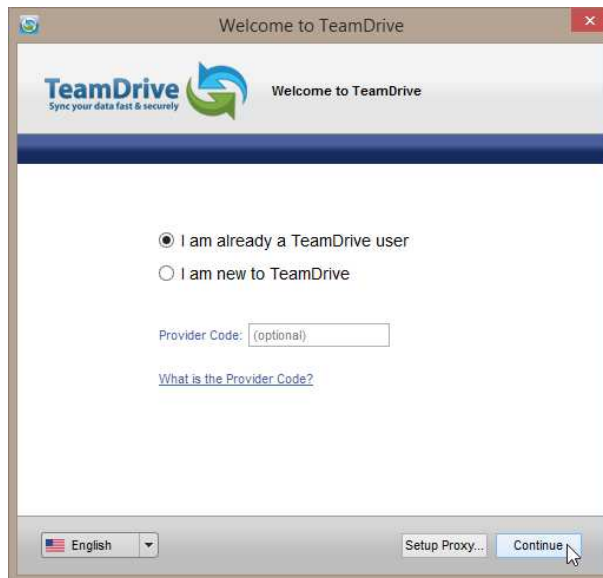 Welcome to TeamDrive
TeamDrive
Sync your data fast & securely
Welcome to TeamDrive
I am already a TeamDrive user
I am new to TeamDrive
Provider Code: (optional)
What is the Provider Code?
English Setup Proxy... Continue